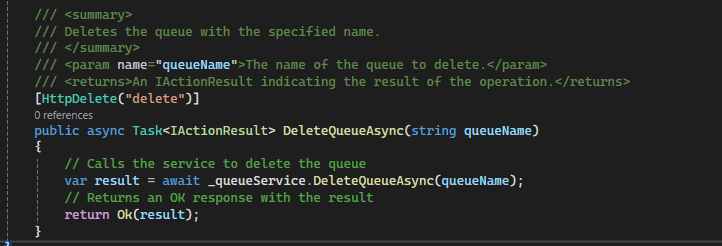 /// <summary>
/// Deletes the queue with the specified name.
/// </summary>
/// <param name="queueName">The name of the queue to delete.</param>
/// <returns>An IActionResult indicating the result of the operation.</returns>
[HttpDelete("delete")]
0 references
public async Task<IActionResult> DeleteQueueAsync(string queueName)
{
    // Calls the service to delete the queue
    var result = await _queueService.DeleteQueueAsync(queueName);
    // Returns an OK response with the result
    return Ok(result);
}